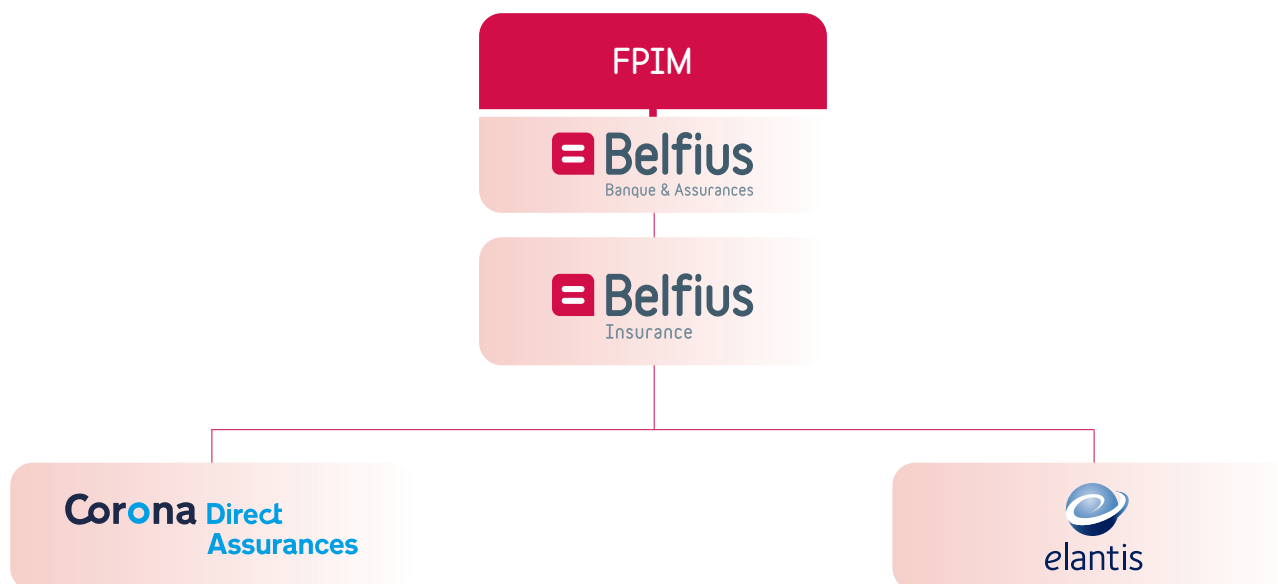 FPIM
Belfius
Banque & Assurances
Belfius
Insurance
Corona Direct
Assurances
elantis